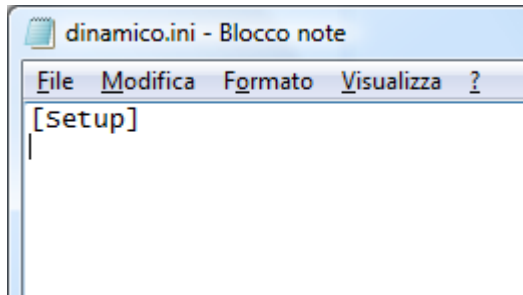 dinamico.ini - Blocco note
File Modifica Formato Visualizza ?
[Setup]